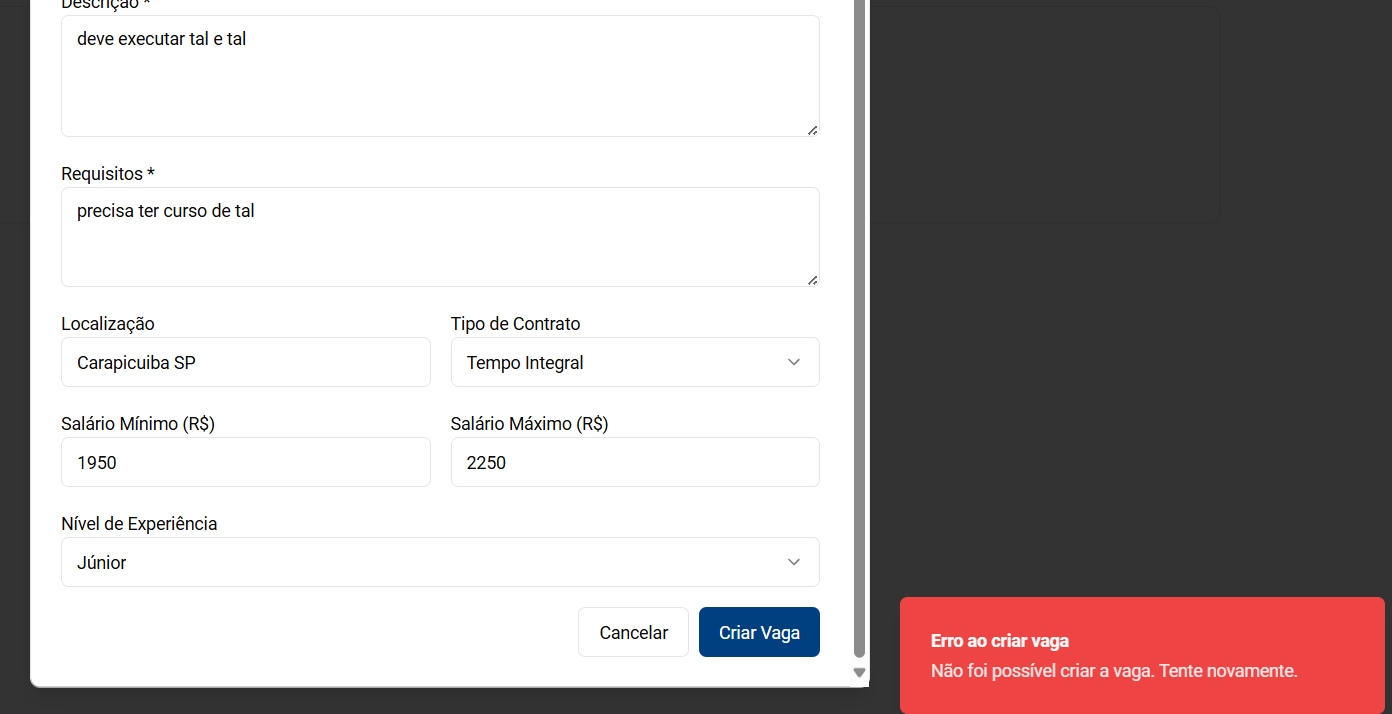 Descrição *
deve executar tal e tal
Requisitos *
precisa ter curso de tal
Localização
Tipo de Contrato
Carapicuiba SP
Tempo Integral
Salário Mínimo (R$)
Salário Máximo (R$)
1950
2250
Nível de Experiência
Júnior
Cancelar
Criar Vaga
Erro ao criar vaga
Não foi possível criar a vaga. Tente novamente.